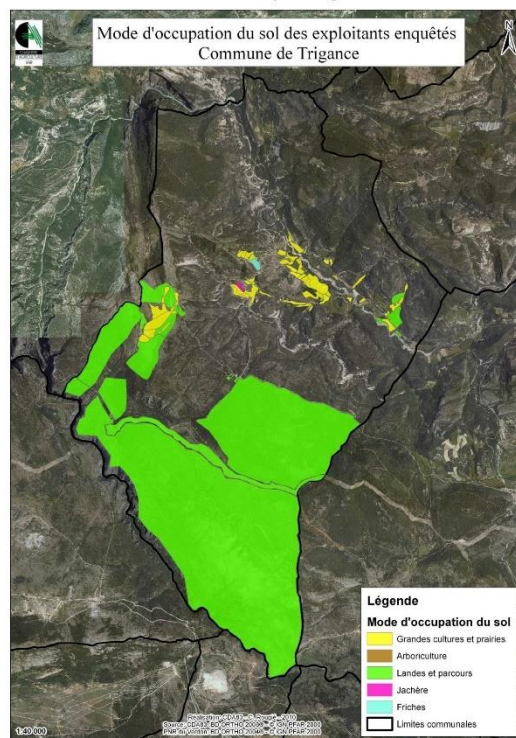 Mode d'occupation du sol des exploitants enquêtés
Commune de Trigance
N
Légende
Mode d'occupation du sol
Grandes cultures et prairies
Arboriculture
Landes et parcours
Jachère
Friches
Limites communales
1:40 000